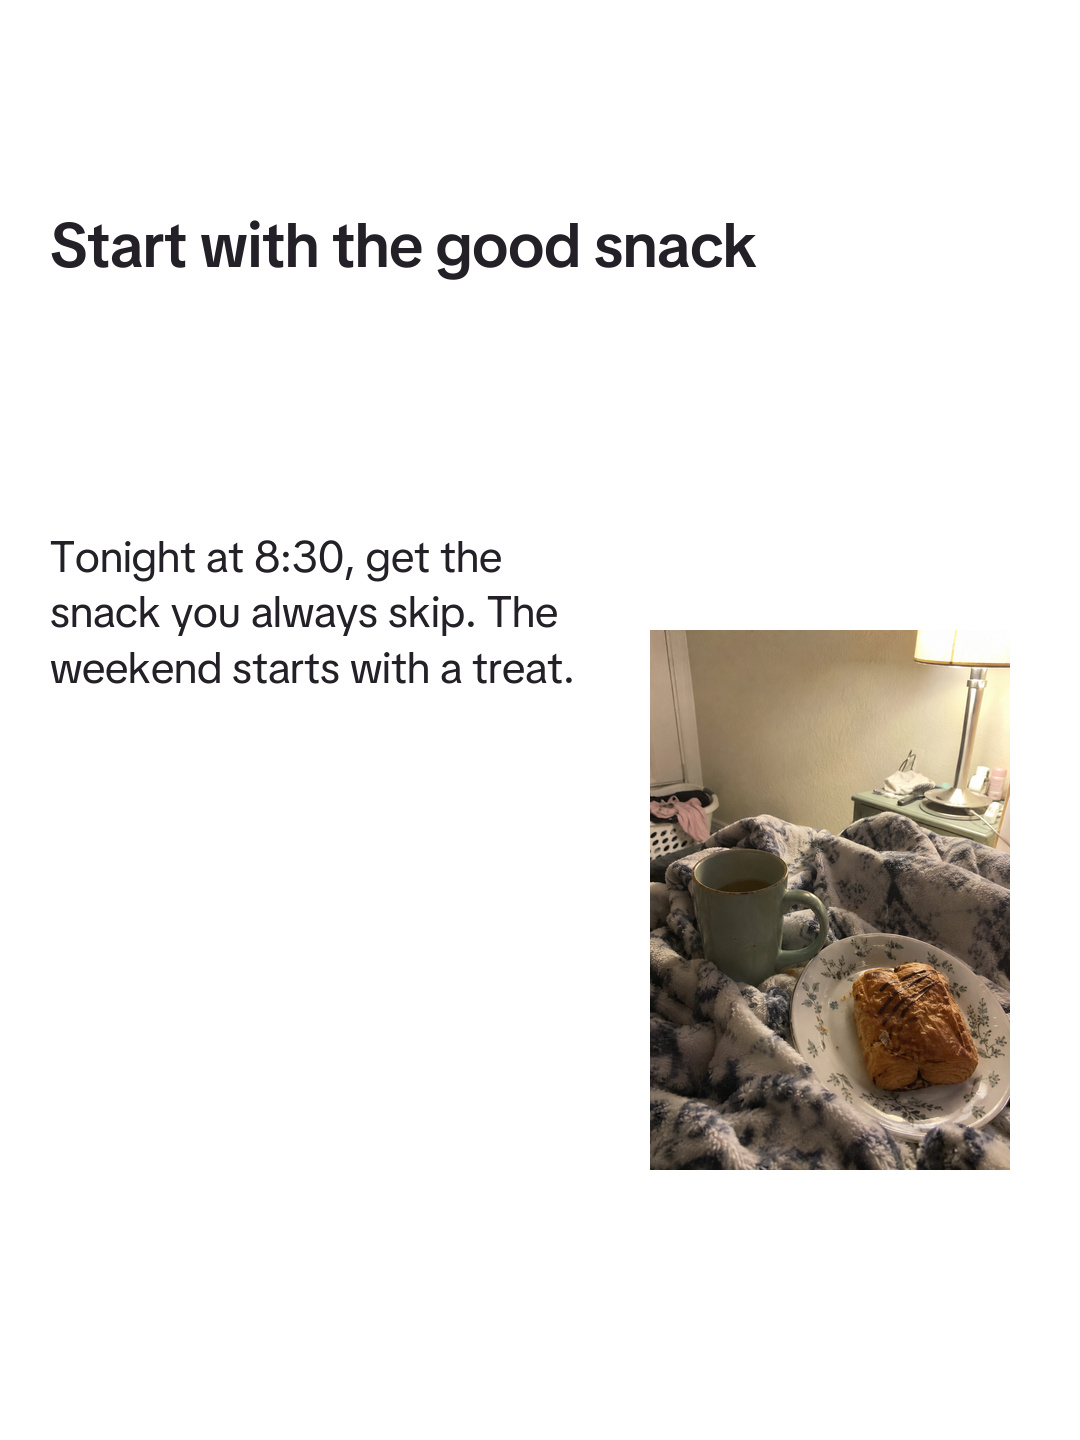 Start with the good snack
Tonight at 8:30, get the
snack you always skip. The
weekend starts with a treat.